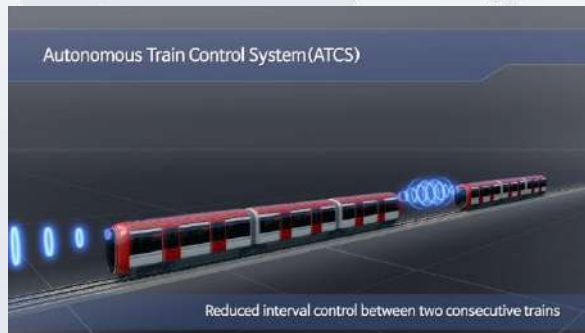 Autonomous Train Control System(ATCS)
Reduced interval control between two consecutive trains